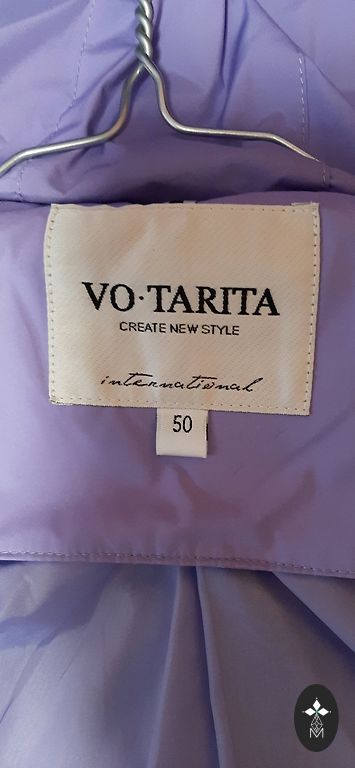 VO·TARITA
CREATE NEW STYLE
international
50
M